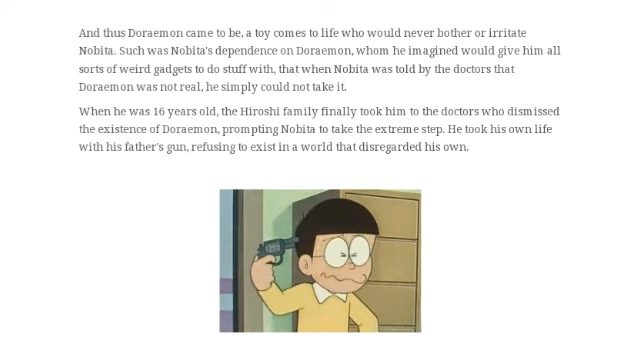 And thus Doraemon came to be, a toy comes to life who would never bother or irritate
Nobita. Such was Nobita's dependence on Doraemon, whom he imagined would give him all
sorts of weird gadgets to do stuff with, that when Nobita was told by the doctors that
Doraemon was not real, he simply could not take it.
When he was 16 years old, the Hiroshi family finally took him to the doctors who dismissed
the existence of Doraemon, prompting Nobita to take the extreme step. He took his own life
with his father's gun, refusing to exist in a world that disregarded his own.